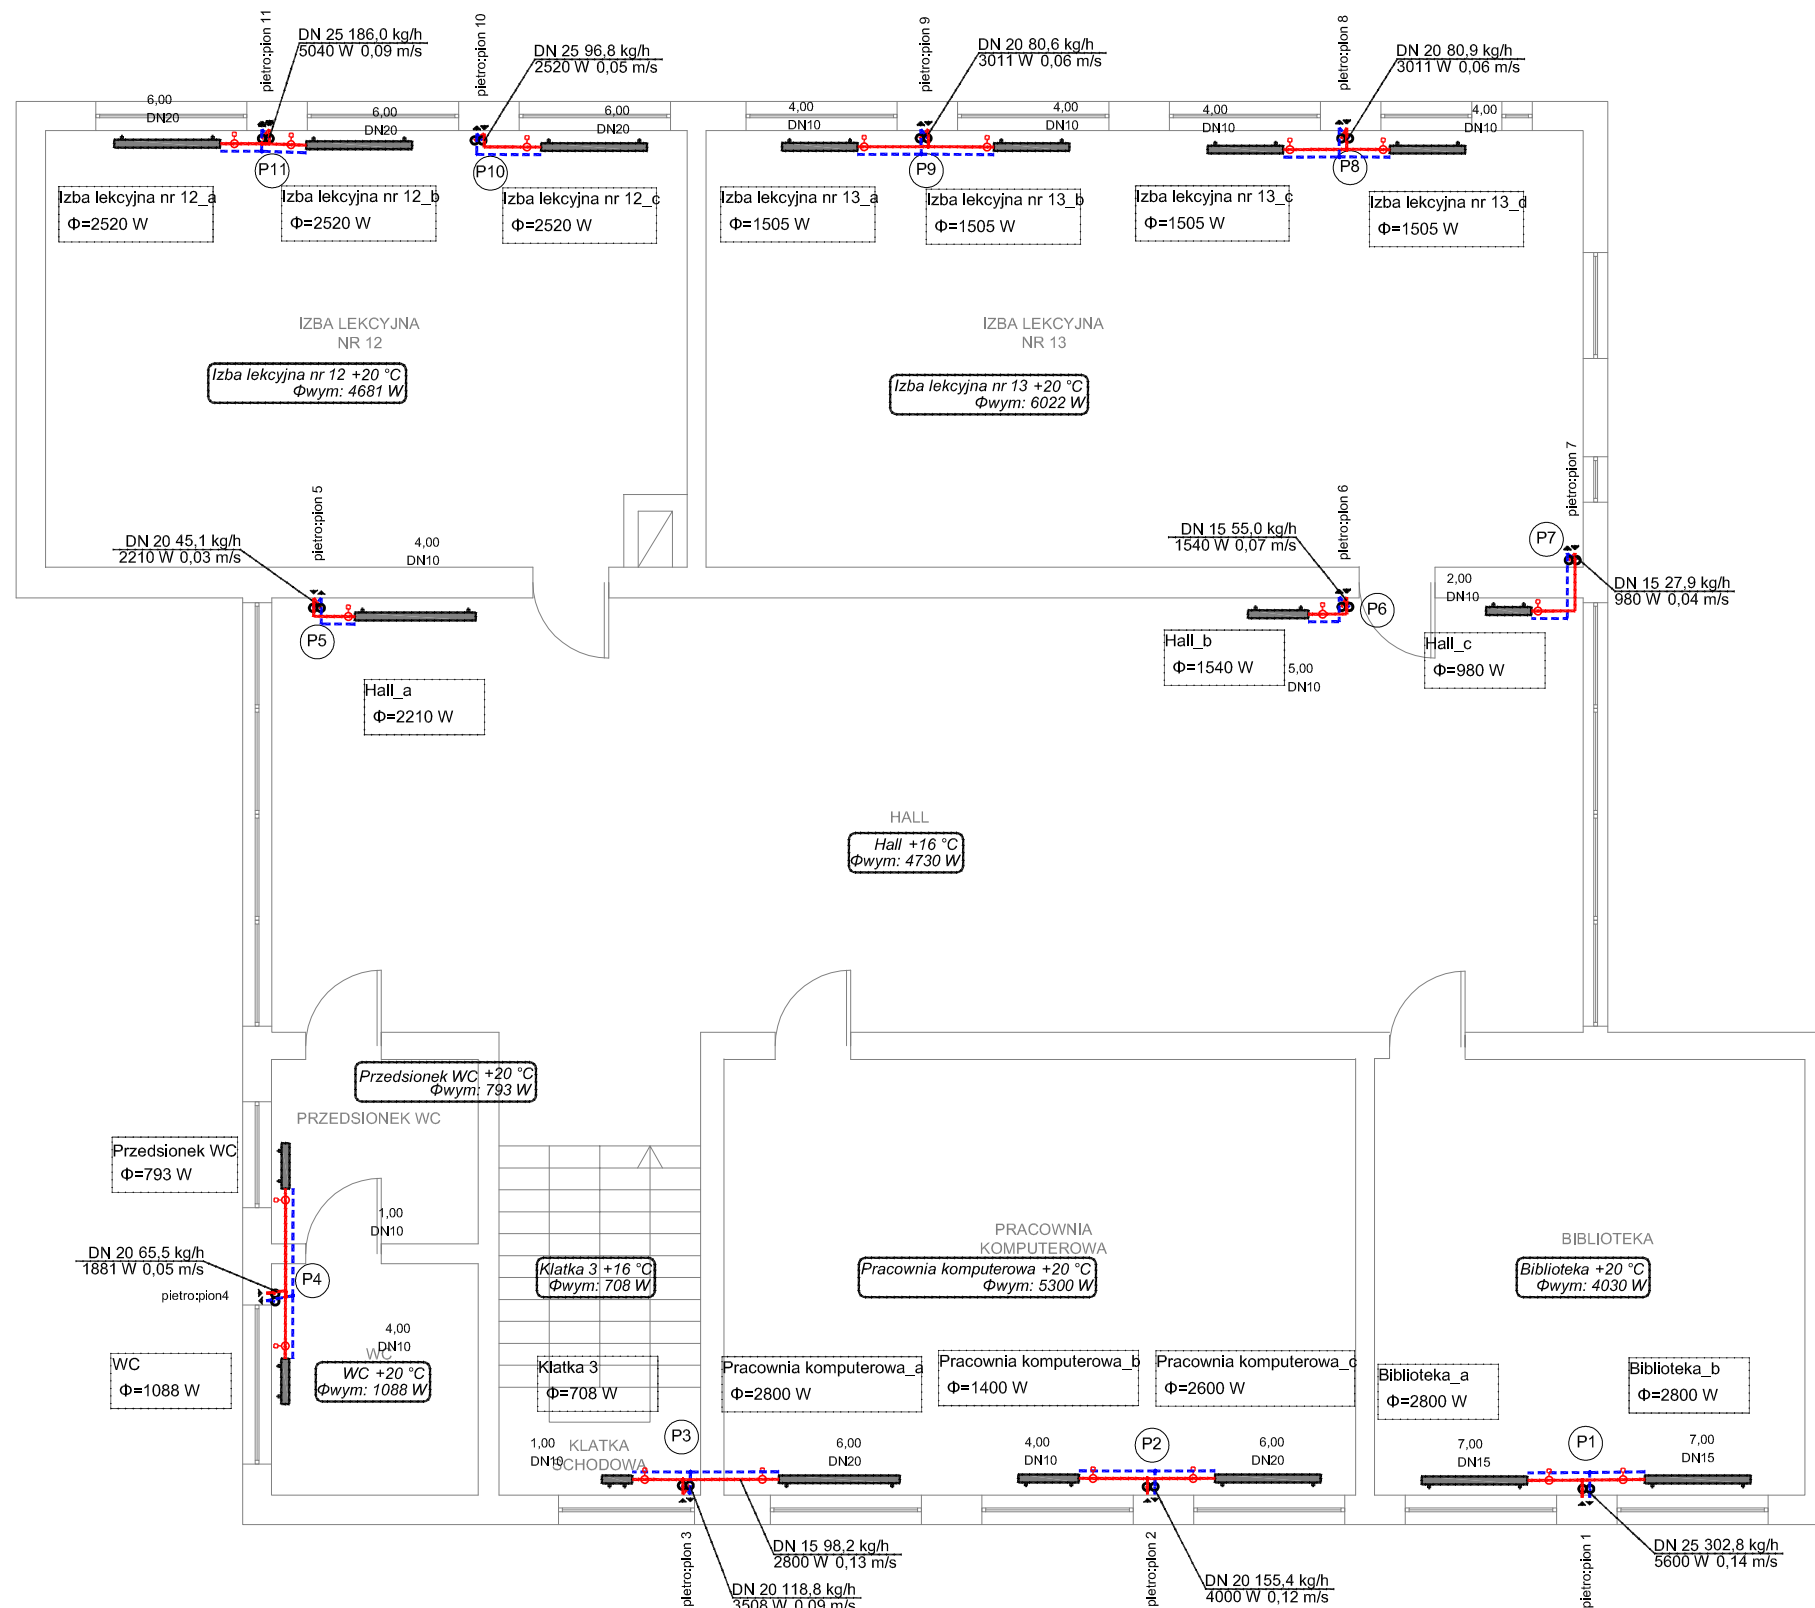 pietro:pion 11
DN 25 186,0 kg/h
5040 W 0,09 m/s
pietro:pion 10
DN 25 96,8 kg/h
2520 W 0,05 m/s
pietro:pion 9
DN 20 80,6 kg/h
3011 W 0,06 m/s
pietro:pion 8
DN 20 80,9 kg/h
3011 W 0,06 m/s
6,00
DN20
6,00
DN20
6,00
DN20
4,00
DN10
4,00
DN10
4,00
DN10
4,00
DN10
P11
P10
P9
P8
Izba lekcyjna nr 12_a
Φ=2520 W
Izba lekcyjna nr 12_b
Φ=2520 W
Izba lekcyjna nr 12_c
Φ=2520 W
Izba lekcyjna nr 13_a
Φ=1505 W
Izba lekcyjna nr 13_b
Φ=1505 W
Izba lekcyjna nr 13_c
Φ=1505 W
Izba lekcyjna nr 13_d
Φ=1505 W
IZBA LEKCYJNA
NR 12
Izba lekcyjna nr 12 +20 °C
Φwym: 4681 W
IZBA LEKCYJNA
NR 13
Izba lekcyjna nr 13 +20 °C
Φwym: 6022 W
pietro:pion 5
DN 20 45,1 kg/h
2210 W 0,03 m/s
4,00
DN10
P5
Hall_a
Φ=2210 W
pietro:pion 6
DN 15 55,0 kg/h
1540 W 0,07 m/s
P6
Hall_b
Φ=1540 W
5,00
DN10
pietro:pion 7
P7
2,00
DN10
DN 15 27,9 kg/h
980 W 0,04 m/s
Hall_c
Φ=980 W
HALL
Hall +16 °C
Φwym: 4730 W
Przedsionek WC +20 °C
Φwym: 793 W
PRZEDSIONEK WC
Przedsionek WC
Φ=793 W
1,00
DN10
DN 20 65,5 kg/h
1881 W 0,05 m/s
P4
pietro:pion4
4,00
DN10
WC
WC +20 °C
Φwym: 1088 W
WC
Φ=1088 W
Klatka 3 +16 °C
Φwym: 708 W
PRACOWNIA
KOMPUTEROWA
Pracownia komputerowa +20 °C
Φwym: 5300 W
BIBLIOTEKA
Biblioteka +20 °C
Φwym: 4030 W
Klatka 3
Φ=708 W
Pracownia komputerowa_a
Φ=2800 W
Pracownia komputerowa_b
Φ=1400 W
Pracownia komputerowa_c
Φ=2600 W
Biblioteka_a
Φ=2800 W
Biblioteka_b
Φ=2800 W
1,00
DN10
KLATKA
SCHODOWA
P3
6,00
DN20
4,00
DN10
P2
6,00
DN20
7,00
DN15
P1
7,00
DN15
pietro:pion 3
DN 15 98,2 kg/h
2800 W 0,13 m/s
DN 20 118,8 kg/h
3508 W 0,09 m/s
pietro:pion 2
DN 20 155,4 kg/h
4000 W 0,12 m/s
pietro:pion 1
DN 25 302,8 kg/h
5600 W 0,14 m/s